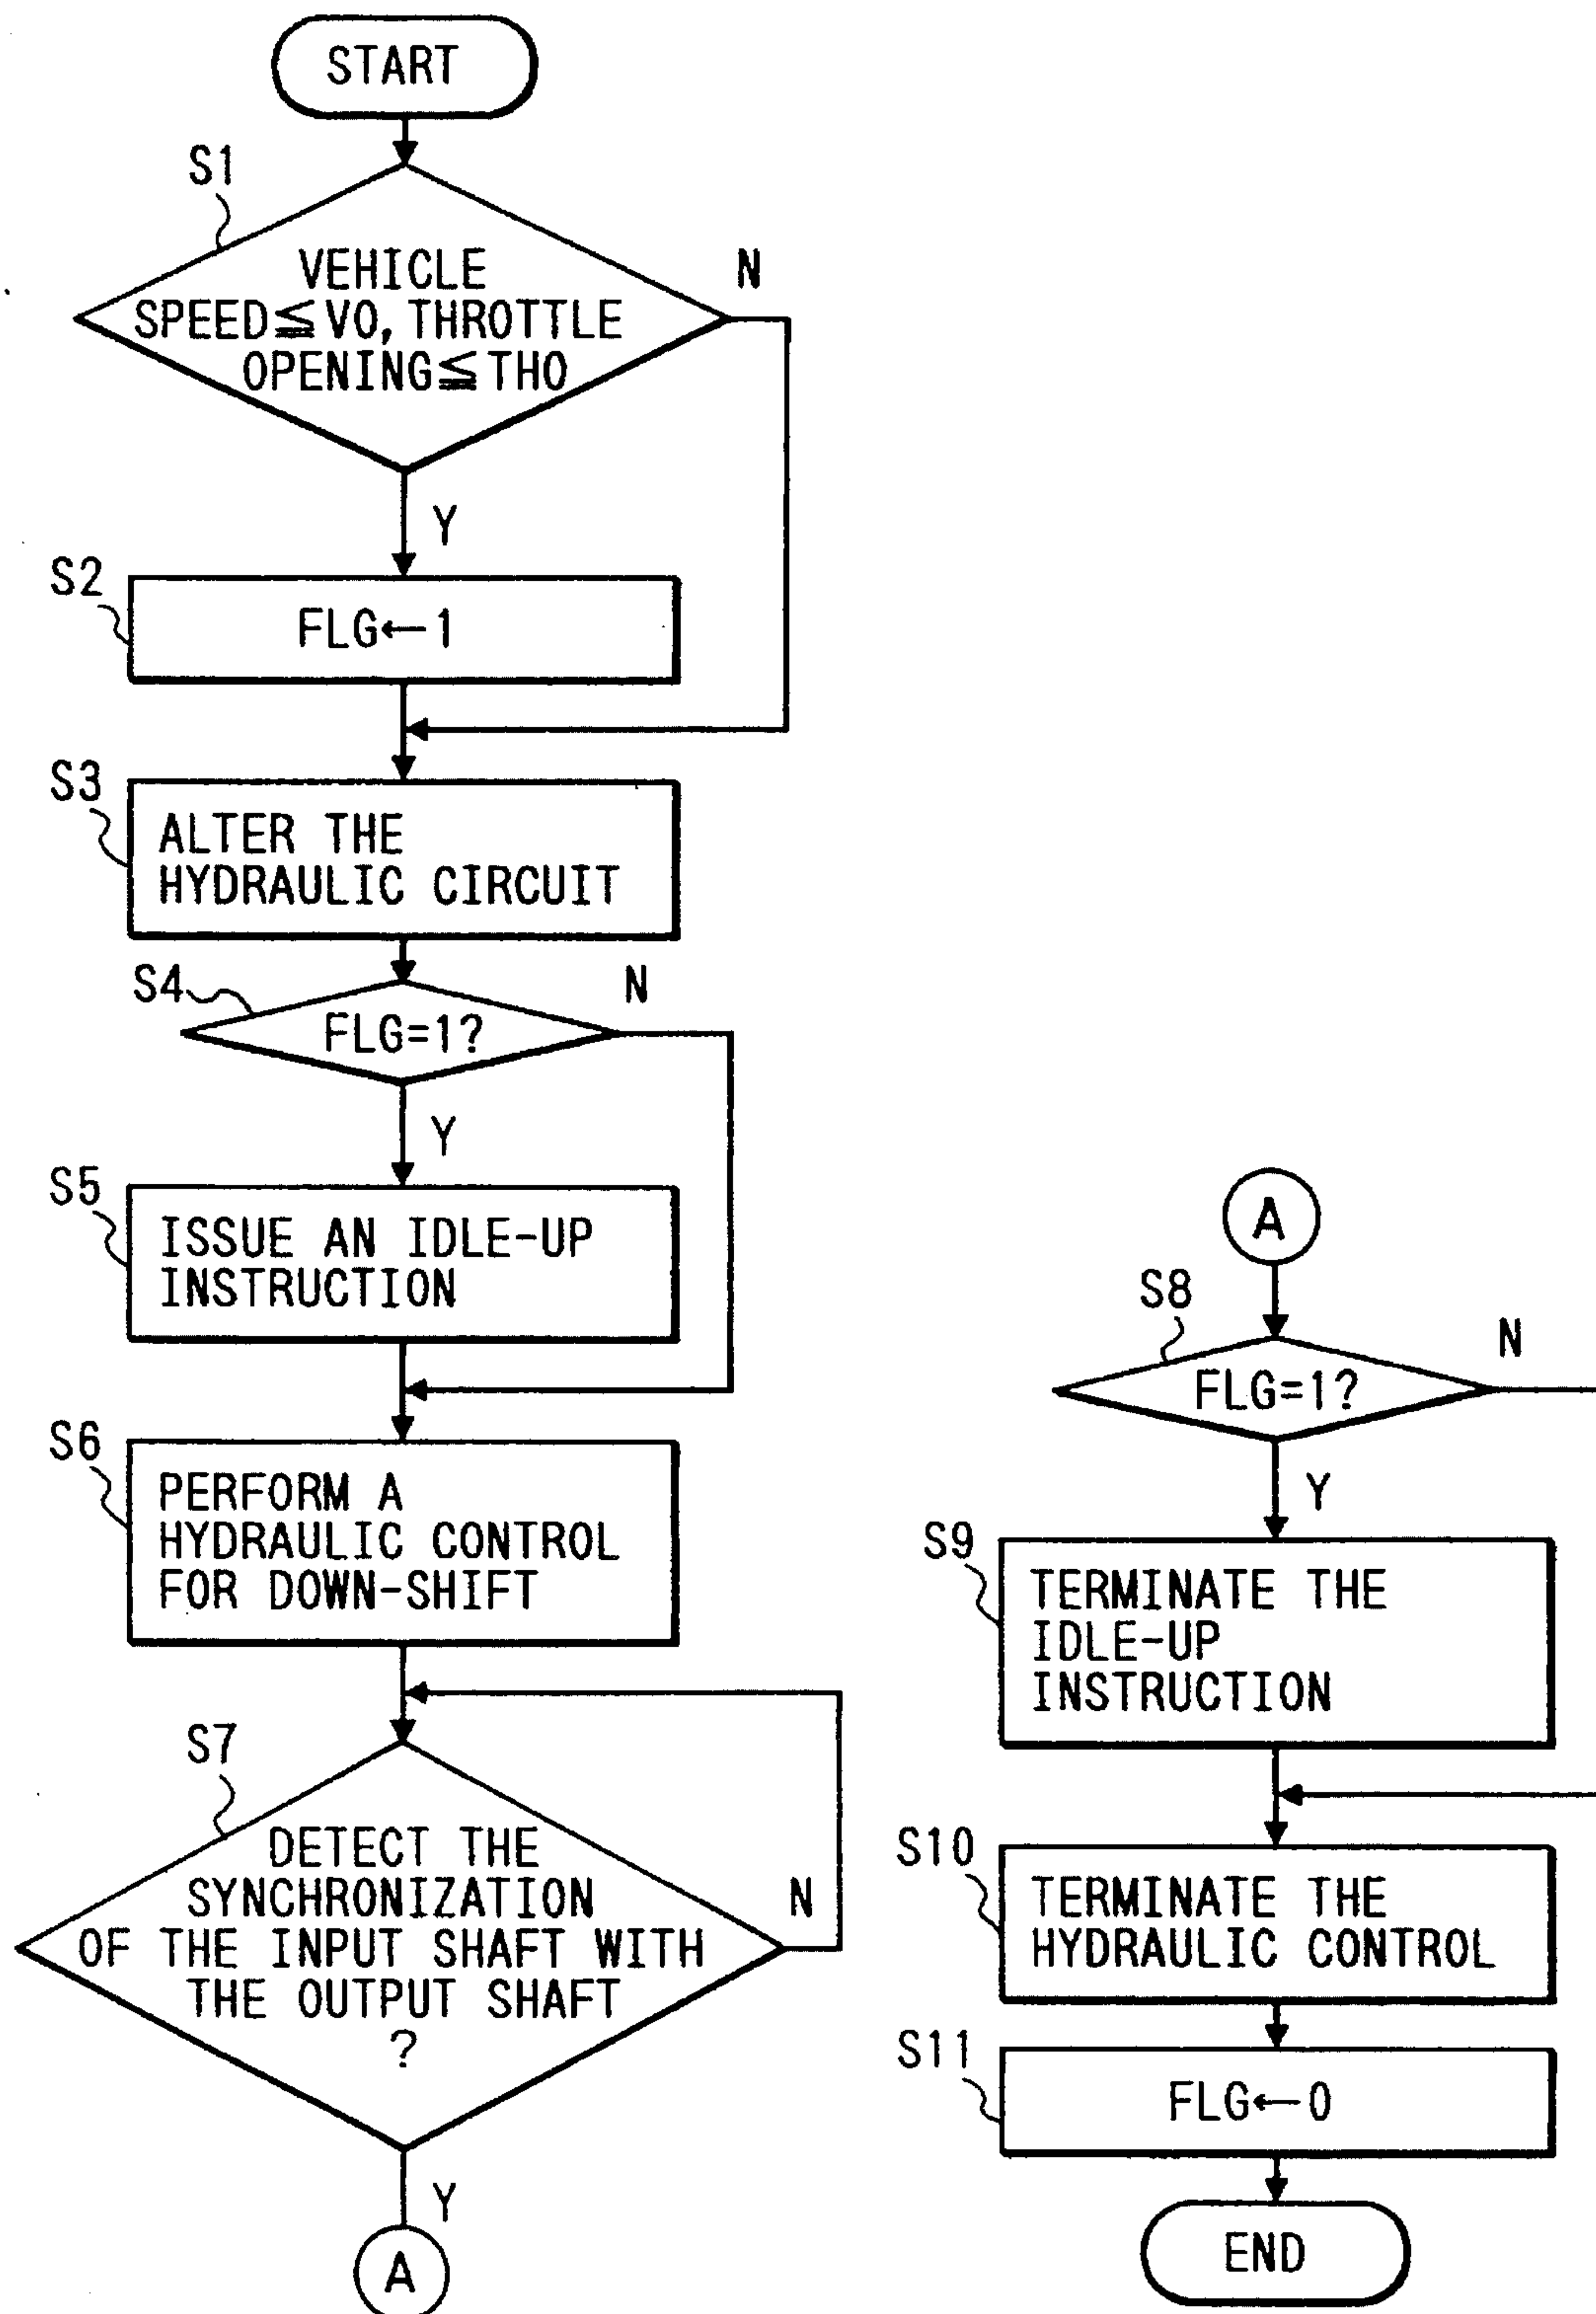 START
S1
VEHICLE
SPEED≦V0, THROTTLE
OPENING≦TH0
N
Y
S2
FLG←1
S3
ALTER THE
HYDRAULIC CIRCUIT
S4
FLG=1?
N
Y
S5
ISSUE AN IDLE-UP
INSTRUCTION
S6
PERFORM A
HYDRAULIC CONTROL
FOR DOWN-SHIFT
S7
DETECT THE
SYNCHRONIZATION
OF THE INPUT SHAFT WITH
THE OUTPUT SHAFT
?
N
Y
A
A
S8
FLG=1?
N
Y
S9
TERMINATE THE
IDLE-UP
INSTRUCTION
S10
TERMINATE THE
HYDRAULIC CONTROL
S11
FLG←0
END